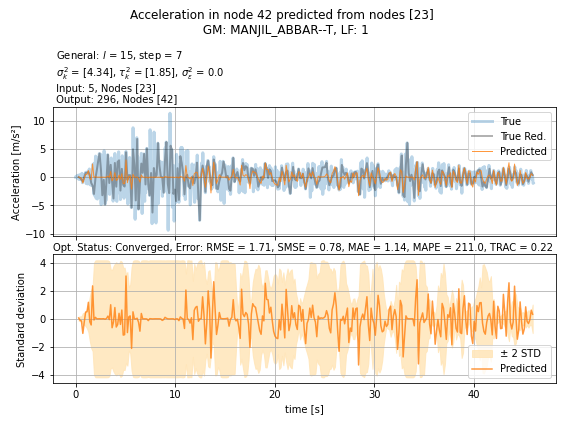 Acceleration in node 42 predicted from nodes [23]
GM: MANJIL_ABBAR--T, LF: 1
General: l = 15, step = 7
σ²ₖ = [4.34], τ²ₖ = [1.85], σ²ε = 0.0
Input: 5, Nodes [23]
Output: 296, Nodes [42]
Acceleration [m/s²]
10
5
0
−5
−10
True
True Red.
Predicted
Opt. Status: Converged, Error: RMSE = 1.71, SMSE = 0.78, MAE = 1.14, MAPE = 211.0, TRAC = 0.22
Standard deviation
4
2
0
−2
−4
± 2 STD
Predicted
0 10 20 30 40
time [s]